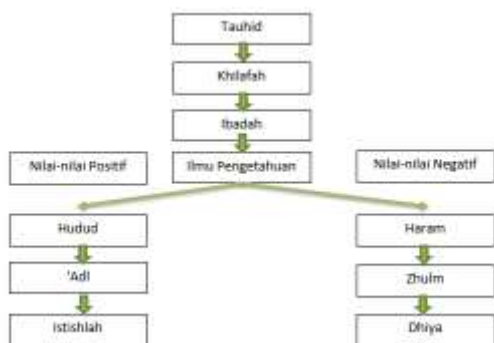 Tauhid
Khilafah
Ibadah
Nilai-nilai Positif
Ilmu Pengetahuan
Nilai-nilai Negatif
Hudud
Haram
'Adl
Zhulm
Istishlah
Dhiya